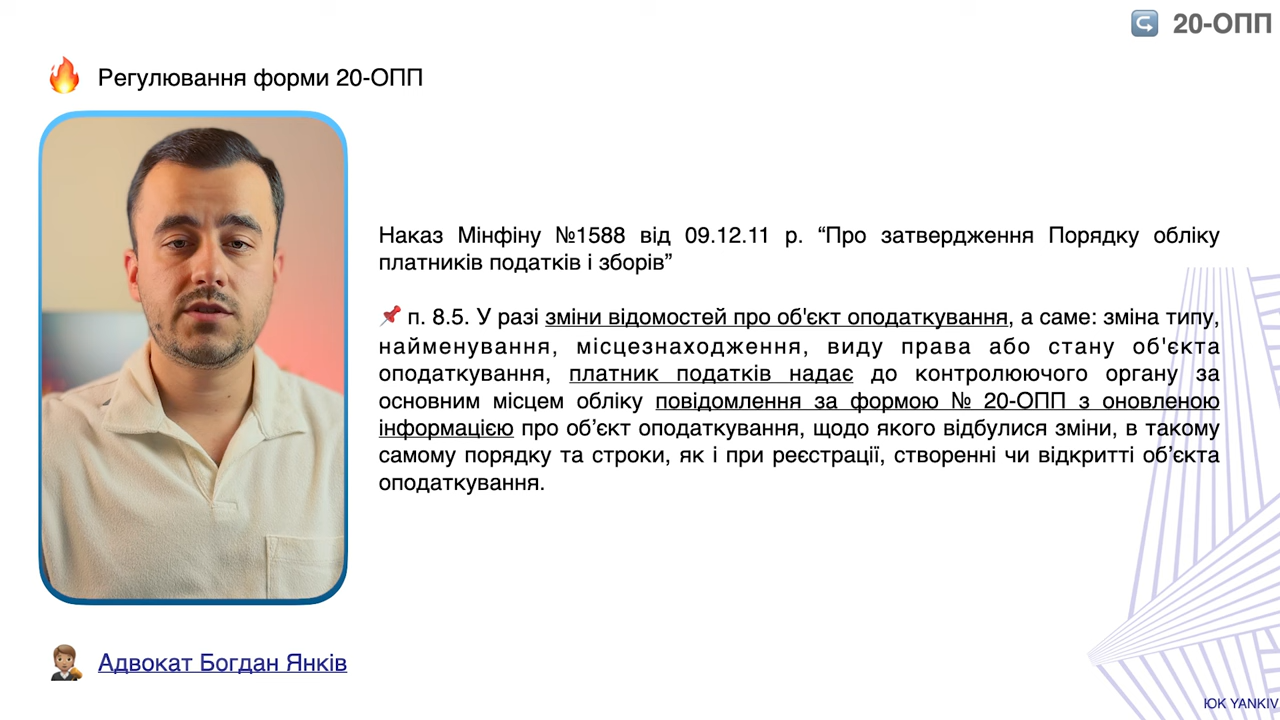 20-ОПП
Регулювання форми 20-ОПП
Наказ Мінфіну №1588 від 09.12.11 р. “Про затвердження Порядку обліку
платників податків і зборів”
п. 8.5. У разі зміни відомостей про об'єкт оподаткування, а саме: зміна типу,
найменування, місцезнаходження, виду права або стану об'єкта
оподаткування, платник податків надає до контролюючого органу за
основним місцем обліку повідомлення за формою № 20-ОПП з оновленою
інформацією про об’єкт оподаткування, щодо якого відбулися зміни, в такому
самому порядку та строки, як і при реєстрації, створенні чи відкритті об’єкта
оподаткування.
Адвокат Богдан Янків
ЮК YANKIV